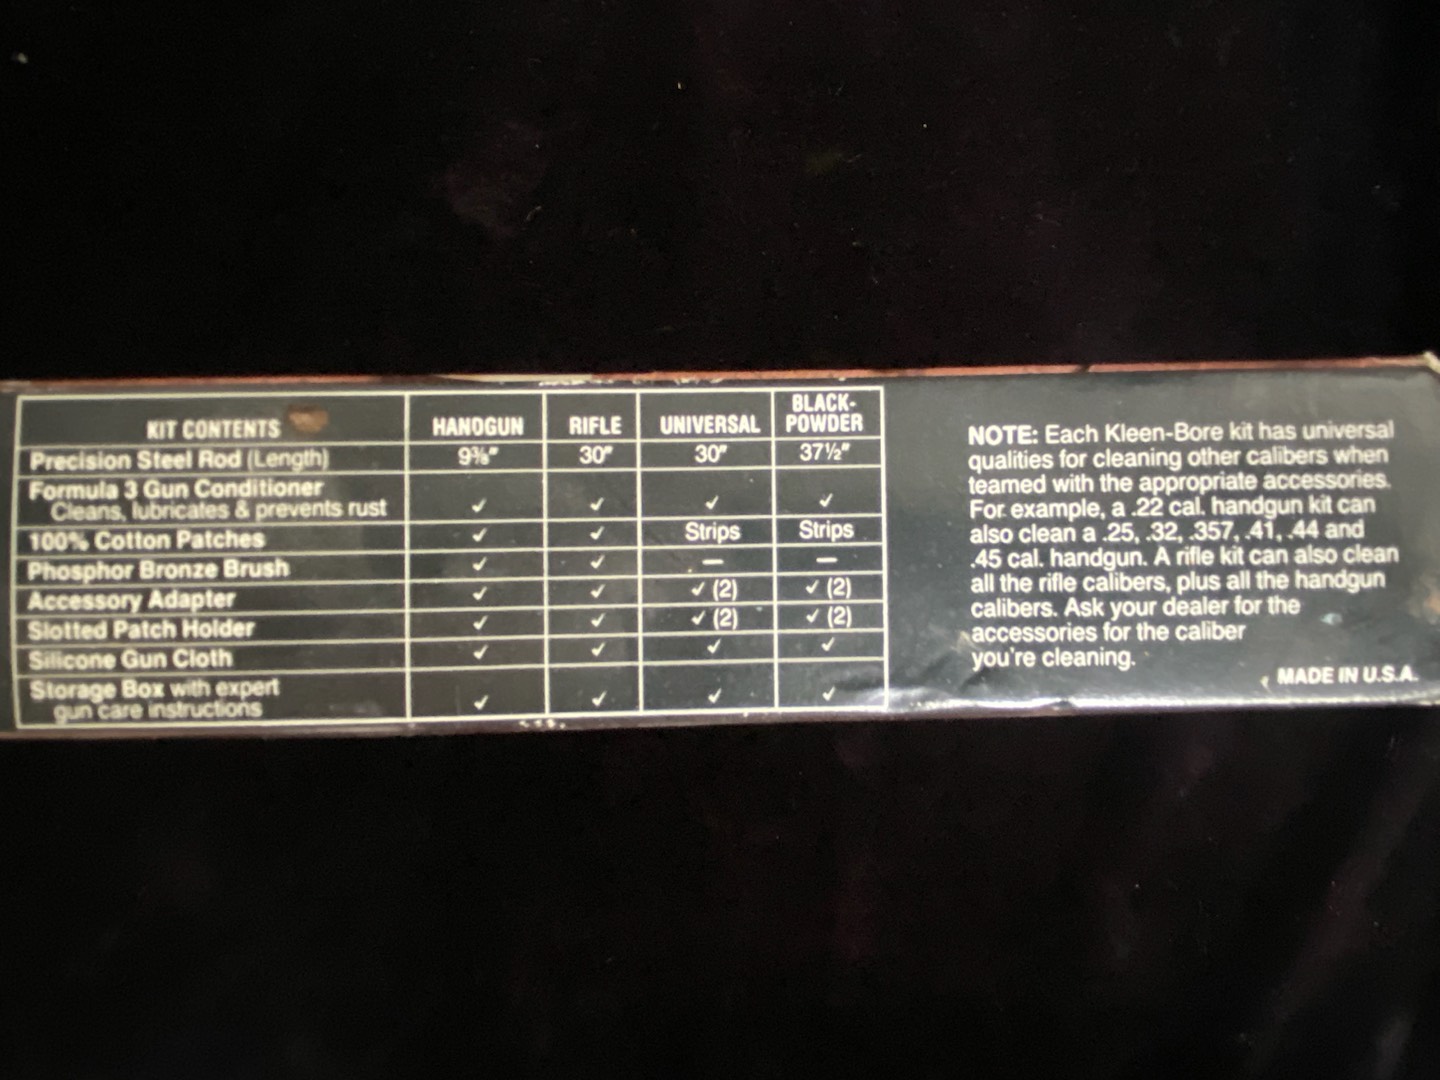 KIT CONTENTS HANDGUN RIFLE UNIVERSAL BLACK-
POWDER
Precision Steel Rod (Length) 9⅜" 30" 30" 37½"
Formula 3 Gun Conditioner
Cleans, lubricates & prevents rust ✓ ✓ ✓ ✓
100% Cotton Patches ✓ ✓ Strips Strips
Phosphor Bronze Brush ✓ ✓ — —
Accessory Adapter ✓ ✓ ✓ (2) ✓ (2)
Slotted Patch Holder ✓ ✓ ✓ (2) ✓ (2)
Silicone Gun Cloth ✓ ✓ ✓ ✓
Storage Box with expert
gun care instructions ✓ ✓ ✓ ✓
NOTE: Each Kleen-Bore kit has universal
qualities for cleaning other calibers when
teamed with the appropriate accessories.
For example, a .22 cal. handgun kit can
also clean a .25, .32, .357, .41, .44 and
.45 cal. handgun. A rifle kit can also clean
all the rifle calibers, plus all the handgun
calibers. Ask your dealer for the
accessories for the caliber
you're cleaning.
MADE IN U.S.A.